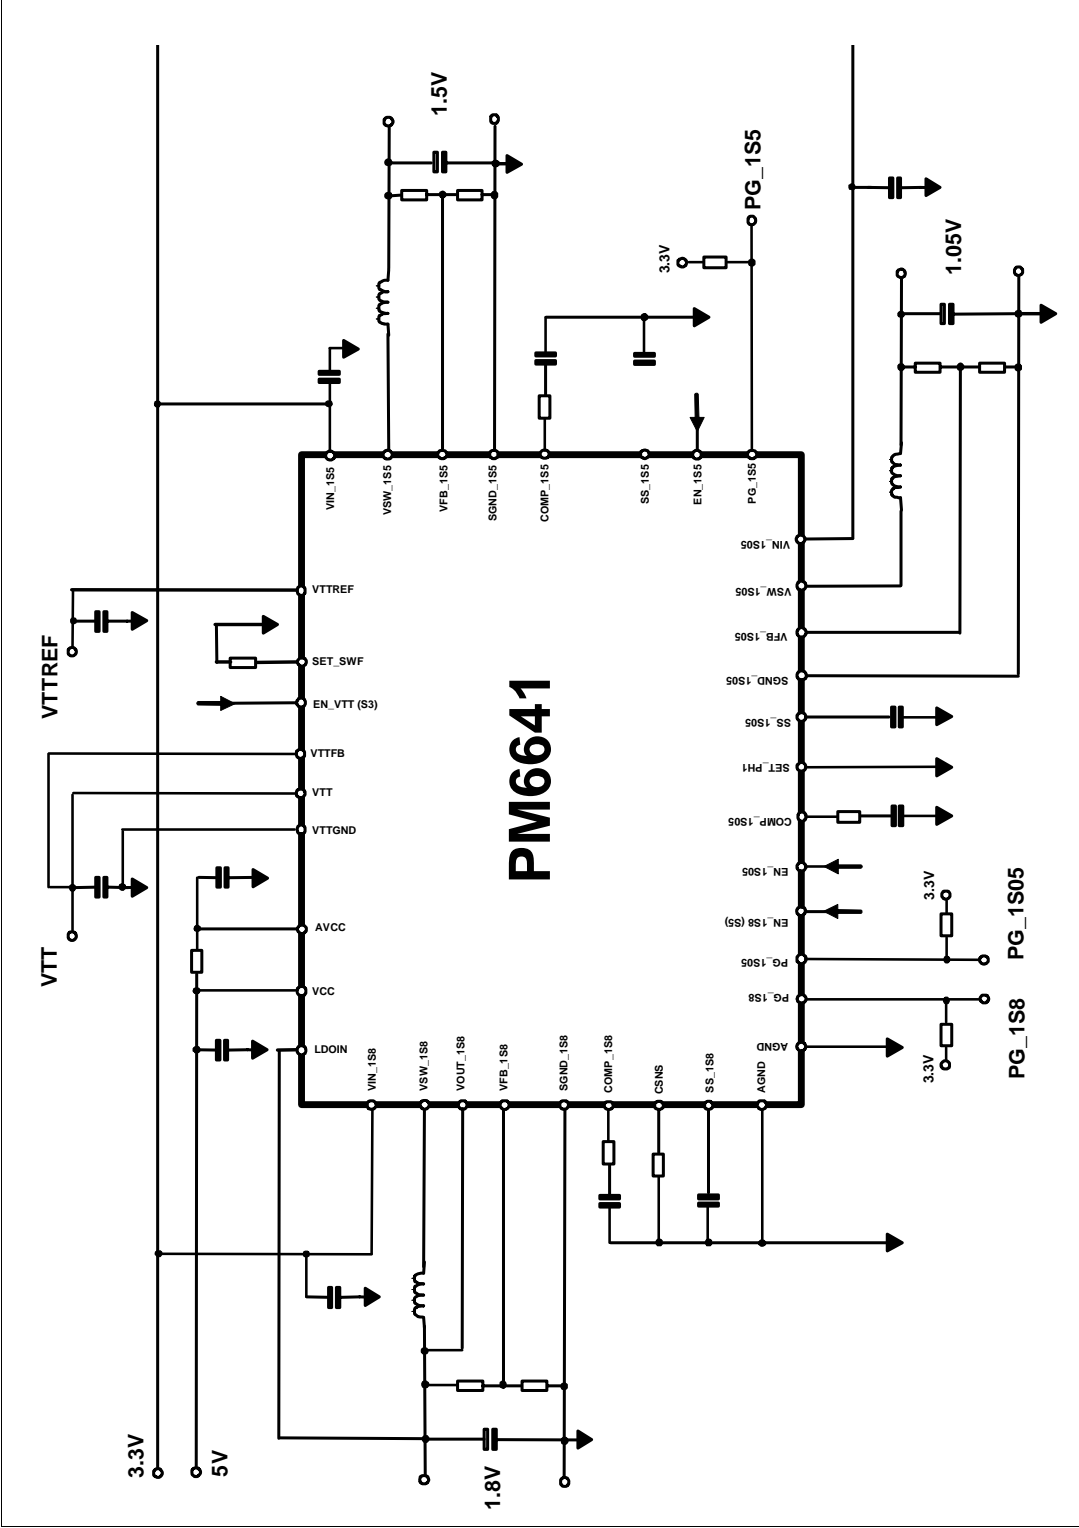 1.5V
PG_1S5
3.3V
1.05V
VIN_1S5
VSW_1S5
VFB_1S5
SGND_1S5
COMP_1S5
SS_1S5
EN_1S5
PG_1S5
VTTREF
VTTREF
SET_SWF
EN_VTT (S3)
VTTFB
VTT
VTTGND
VTT
AVCC
VCC
LDOIN
PM6641
VIN_1S05
VSW_1S05
VFB_1S05
SGND_1S05
SS_1S05
SET_PH1
COMP_1S05
EN_1S05
EN_1S8 (S5)
PG_1S05
PG_1S8
AGND
3.3V
PG_1S05
3.3V
PG_1S8
VIN_1S8
VSW_1S8
VOUT_1S8
VFB_1S8
SGND_1S8
COMP_1S8
CSNS
SS_1S8
AGND
3.3V
5V
1.8V